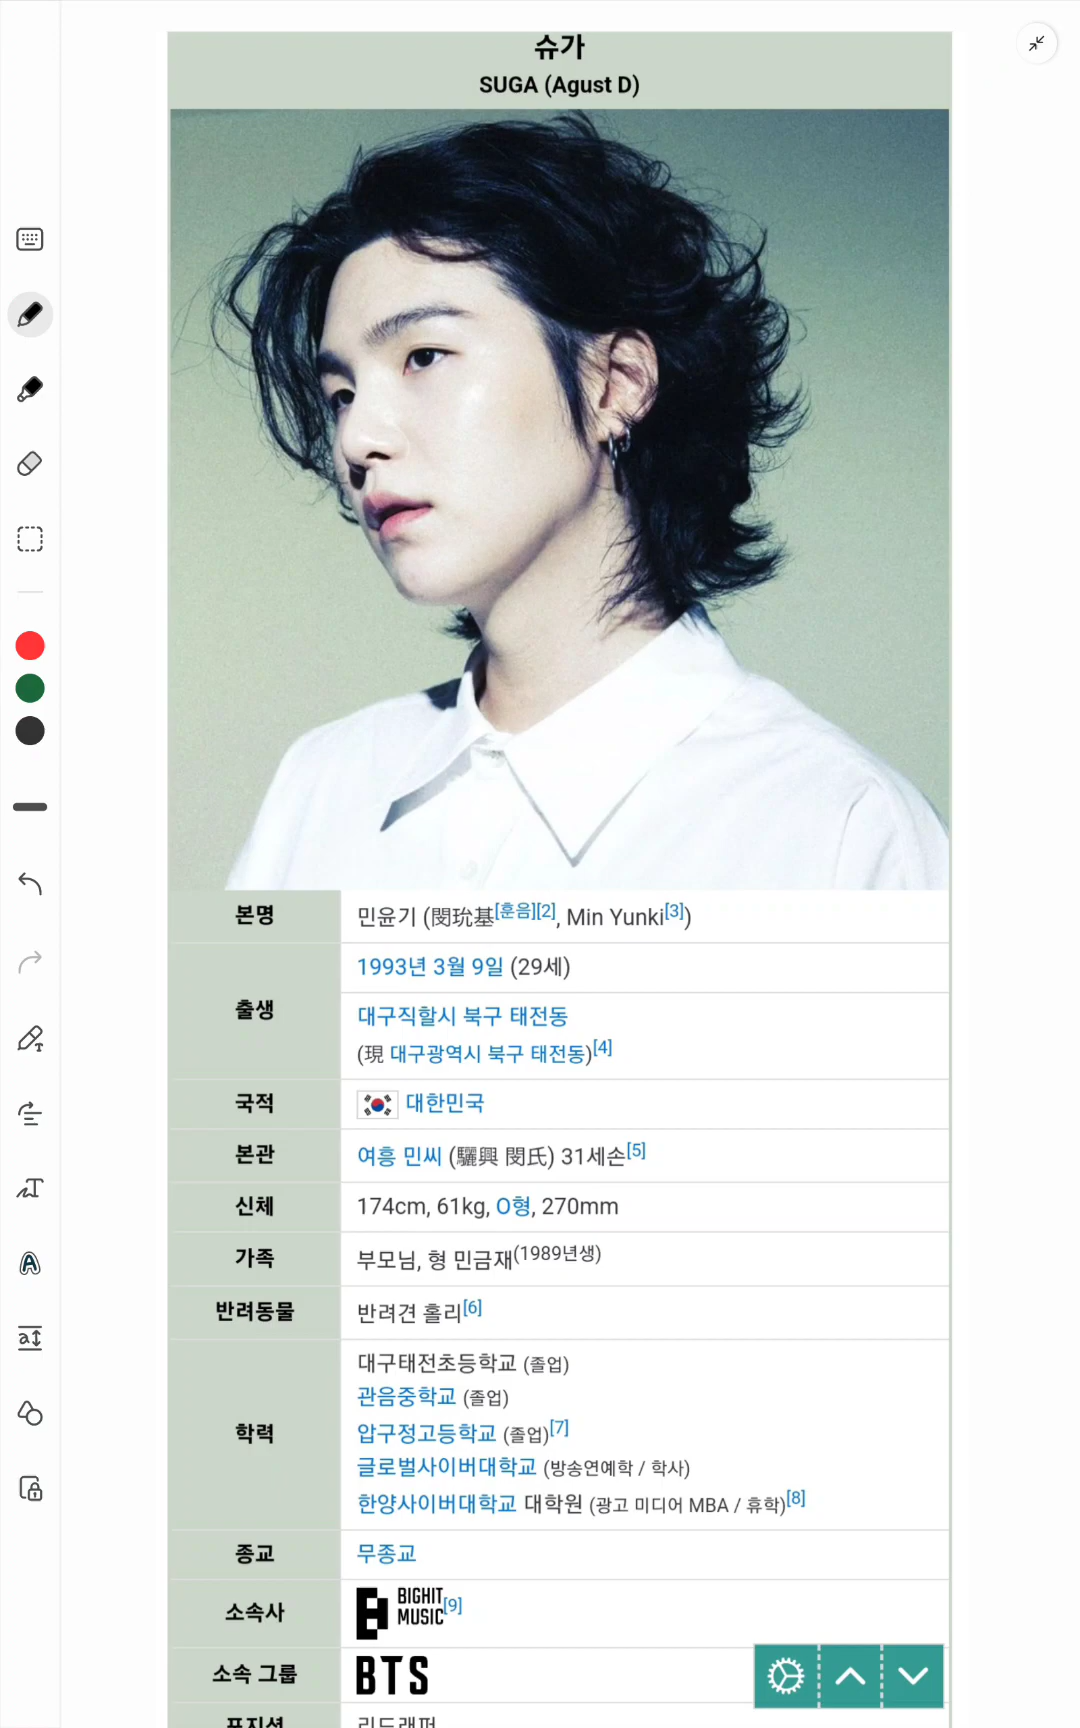 슈가
SUGA (Agust D)
본명
민윤기 (閔玧基[훈음][2], Min Yunki[3])
출생
1993년 3월 9일 (29세)
대구직할시 북구 태전동
(現 대구광역시 북구 태전동)[4]
국적
대한민국
본관
여흥 민씨 (驪興 閔氏) 31세손[5]
신체
174cm, 61kg, O형, 270mm
가족
부모님, 형 민금재(1989년생)
반려동물
반려견 홀리[6]
학력
대구태전초등학교 (졸업)
관음중학교 (졸업)
압구정고등학교 (졸업)[7]
글로벌사이버대학교 (방송연예학 / 학사)
한양사이버대학교 대학원 (광고 미디어 MBA / 휴학)[8]
종교
무종교
소속사
BIGHIT
MUSIC[9]
소속 그룹
BTS
포지션
리드래퍼